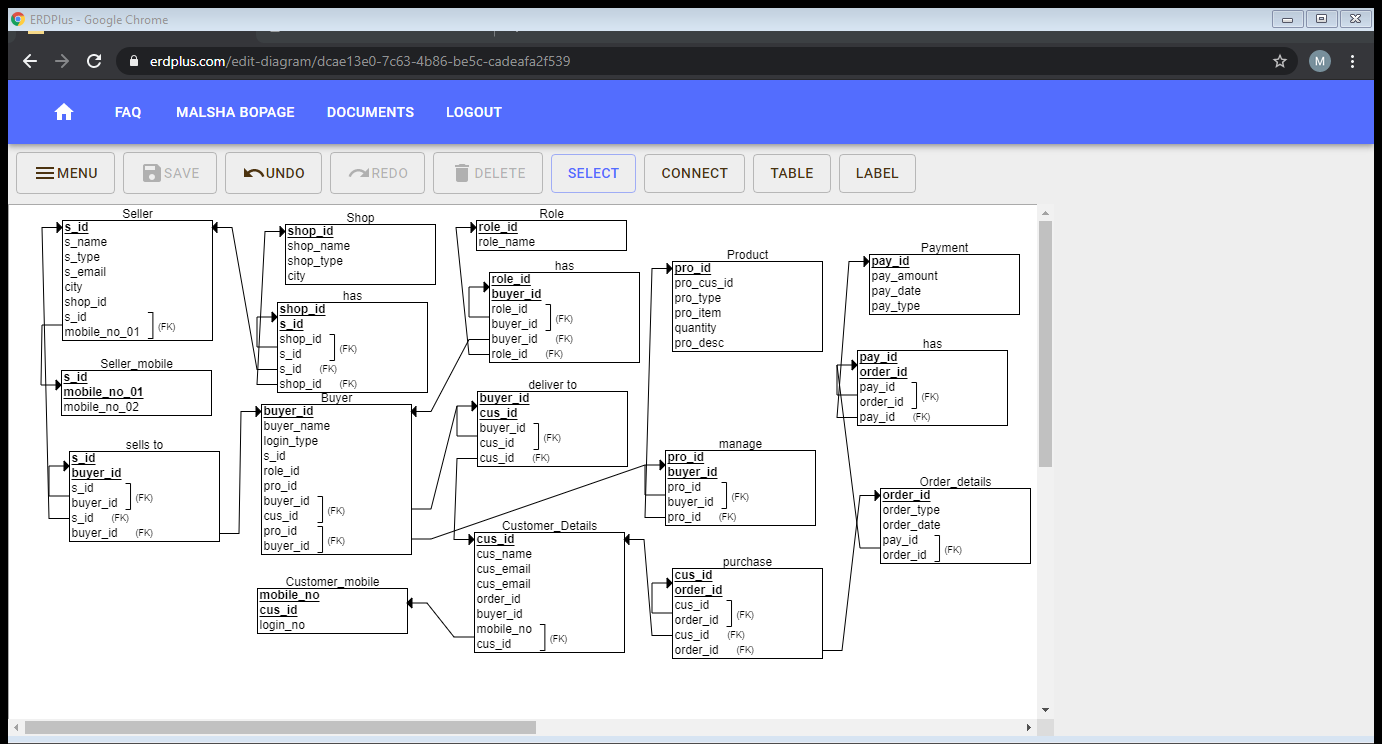 ERDPlus - Google Chrome
erdplus.com/edit-diagram/dcae13e0-7c63-4b86-be5c-cadeafa2f539
M
FAQ
MALSHA BOPAGE
DOCUMENTS
LOGOUT
MENU
SAVE
UNDO
REDO
DELETE
SELECT
CONNECT
TABLE
LABEL
Seller
s_id
s_name
s_type
s_email
city
shop_id
s_id
mobile_no_01
(FK)
Seller_mobile
s_id
mobile_no_01
mobile_no_02
sells to
s_id
buyer_id
s_id
buyer_id
(FK)
s_id (FK)
buyer_id (FK)
Shop
shop_id
shop_name
shop_type
city
has
shop_id
s_id
shop_id
s_id
(FK)
s_id (FK)
shop_id (FK)
Buyer
buyer_id
buyer_name
login_type
s_id
role_id
pro_id
buyer_id
cus_id
(FK)
pro_id
buyer_id
(FK)
Customer_mobile
mobile_no
cus_id
login_no
Role
role_id
role_name
has
role_id
buyer_id
role_id
buyer_id
(FK)
buyer_id (FK)
role_id (FK)
deliver to
buyer_id
cus_id
buyer_id
cus_id
(FK)
cus_id (FK)
Customer_Details
cus_id
cus_name
cus_email
cus_email
order_id
buyer_id
mobile_no
cus_id
(FK)
Product
pro_id
pro_cus_id
pro_type
pro_item
quantity
pro_desc
manage
pro_id
buyer_id
pro_id
buyer_id
(FK)
pro_id (FK)
purchase
cus_id
order_id
cus_id
order_id
(FK)
cus_id (FK)
order_id (FK)
Payment
pay_id
pay_amount
pay_date
pay_type
has
pay_id
order_id
pay_id
order_id
(FK)
pay_id (FK)
Order_details
order_id
order_type
order_date
pay_id
order_id
(FK)